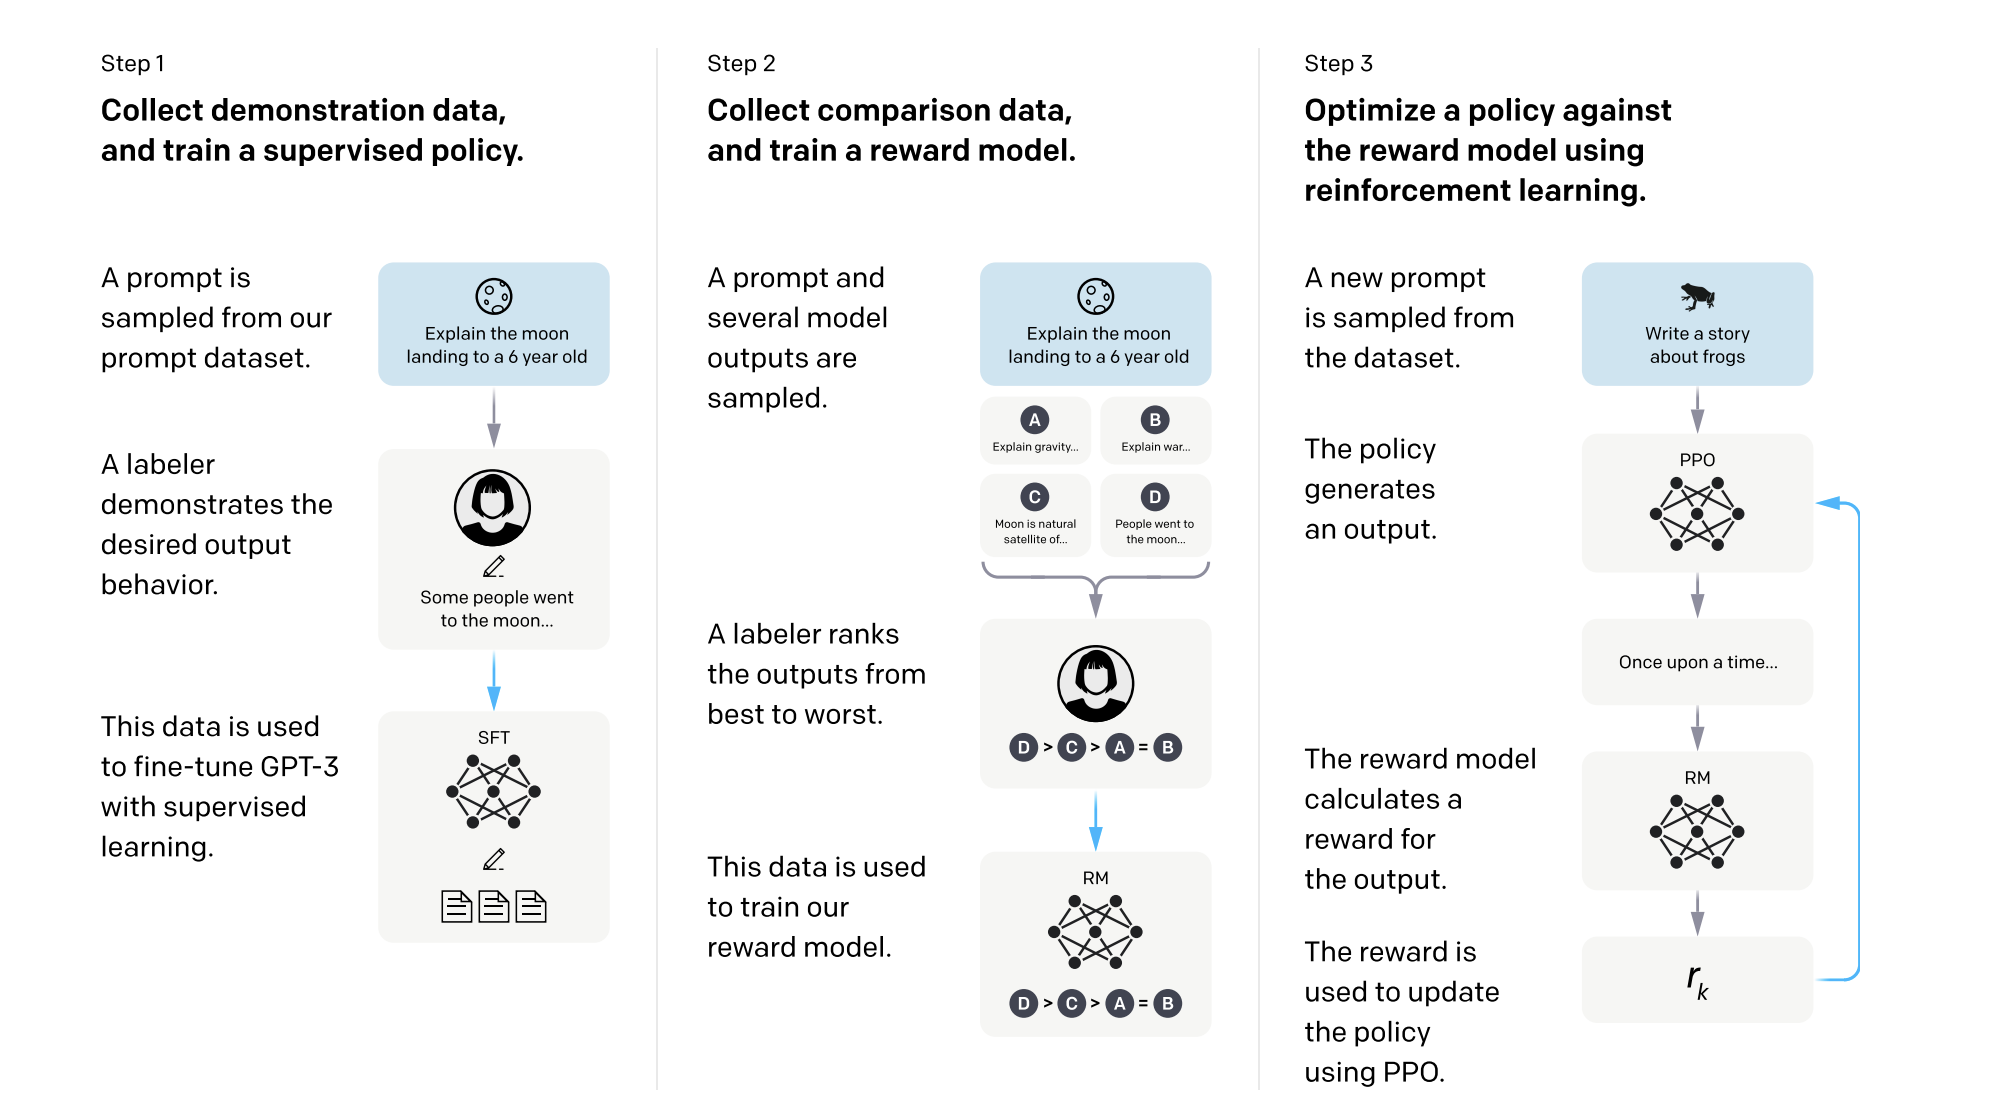 Step 1
Collect demonstration data,
and train a supervised policy.
A prompt is
sampled from our
prompt dataset.
Explain the moon
landing to a 6 year old
A labeler
demonstrates the
desired output
behavior.
Some people went
to the moon...
This data is used
to fine-tune GPT-3
with supervised
learning.
SFT
Step 2
Collect comparison data,
and train a reward model.
A prompt and
several model
outputs are
sampled.
Explain the moon
landing to a 6 year old
A
Explain gravity...
B
Explain war...
C
Moon is natural
satellite of...
D
People went to
the moon...
A labeler ranks
the outputs from
best to worst.
D > C > A = B
This data is used
to train our
reward model.
RM
D > C > A = B
Step 3
Optimize a policy against
the reward model using
reinforcement learning.
A new prompt
is sampled from
the dataset.
Write a story
about frogs
The policy
generates
an output.
PPO
Once upon a time...
The reward model
calculates a
reward for
the output.
RM
The reward is
used to update
the policy
using PPO.
r_k